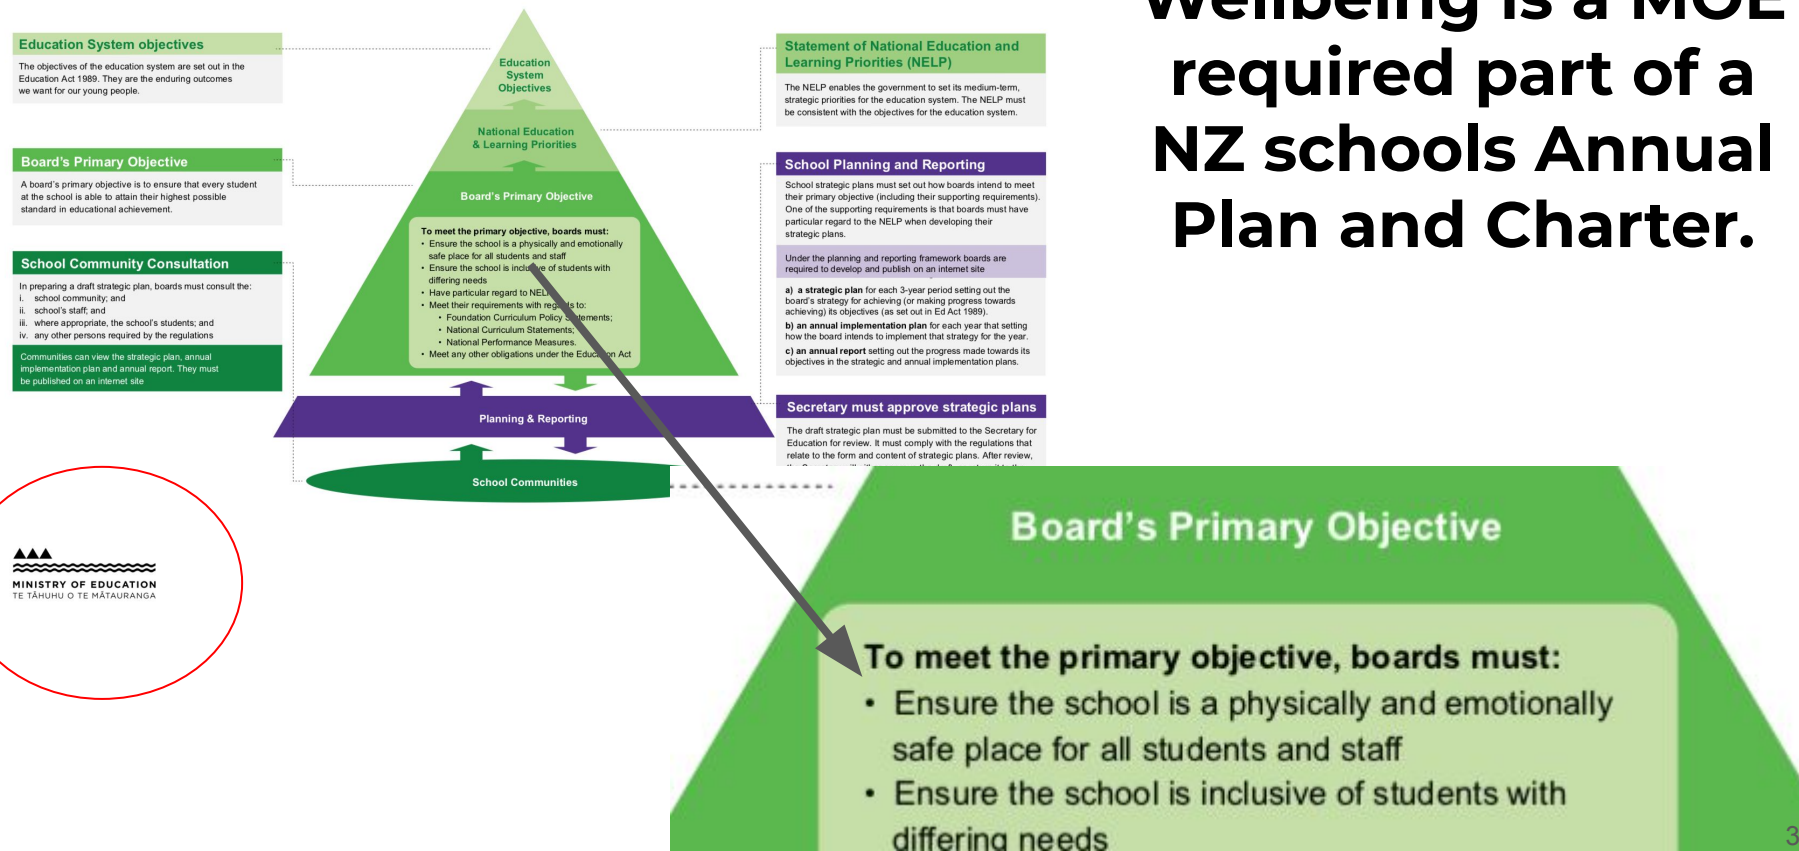 Wellbeing is a MOE
required part of a
NZ schools Annual
Plan and Charter.
Education System objectives
The objectives of the education system are set out in the
Education Act 1989. They are the enduring outcomes
we want for our young people.
Board's Primary Objective
A board's primary objective is to ensure that every student
at the school is able to attain their highest possible
standard in educational achievement.
School Community Consultation
In preparing a draft strategic plan, boards must consult the:
i. school community; and
ii. school's staff; and
iii. where appropriate, the school's students; and
iv. any other persons required by the regulations
Communities can view the strategic plan, annual
implementation plan and annual report. They must
be published on an internet site
Education
System
Objectives
National Education
& Learning Priorities
Board's Primary Objective
To meet the primary objective, boards must:
• Ensure the school is a physically and emotionally
safe place for all students and staff
• Ensure the school is inclusive of students with
differing needs
• Have particular regard to NELP
• Meet their requirements with regards to:
• Foundation Curriculum Policy Statements;
• National Curriculum Statements;
• National Performance Measures.
• Meet any other obligations under the Education Act
Planning & Reporting
School Communities
Statement of National Education and
Learning Priorities (NELP)
The NELP enables the government to set its medium-term,
strategic priorities for the education system. The NELP must
be consistent with the objectives for the education system.
School Planning and Reporting
School strategic plans must set out how boards intend to meet
their primary objective (including their supporting requirements).
One of the supporting requirements is that boards must have
particular regard to the NELP when developing their
strategic plans.
Under the planning and reporting framework boards are
required to develop and publish on an internet site
a) a strategic plan for each 3-year period setting out the
board's strategy for achieving (or making progress towards
achieving) its objectives (as set out in Ed Act 1989).
b) an annual implementation plan for each year that setting
how the board intends to implement that strategy for the year.
c) an annual report setting out the progress made towards its
objectives in the strategic and annual implementation plans.
Secretary must approve strategic plans
The draft strategic plan must be submitted to the Secretary for
Education for review. It must comply with the regulations that
relate to the form and content of strategic plans. After review,
MINISTRY OF EDUCATION
TE TĀHUHU O TE MĀTAURANGA
Board's Primary Objective
To meet the primary objective, boards must:
• Ensure the school is a physically and emotionally
safe place for all students and staff
• Ensure the school is inclusive of students with
differing needs
3